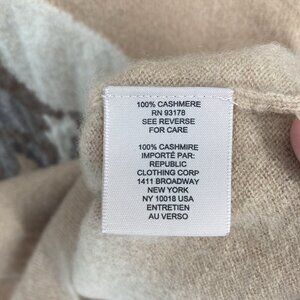 100% CASHMERE
RN 93178
SEE REVERSE
FOR CARE
100% CASHMIRE
IMPORTÉ PAR:
REPUBLIC
CLOTHING CORP
1411 BROADWAY
NEW YORK
NY 10018 USA
ENTRETIEN
AU VERSO